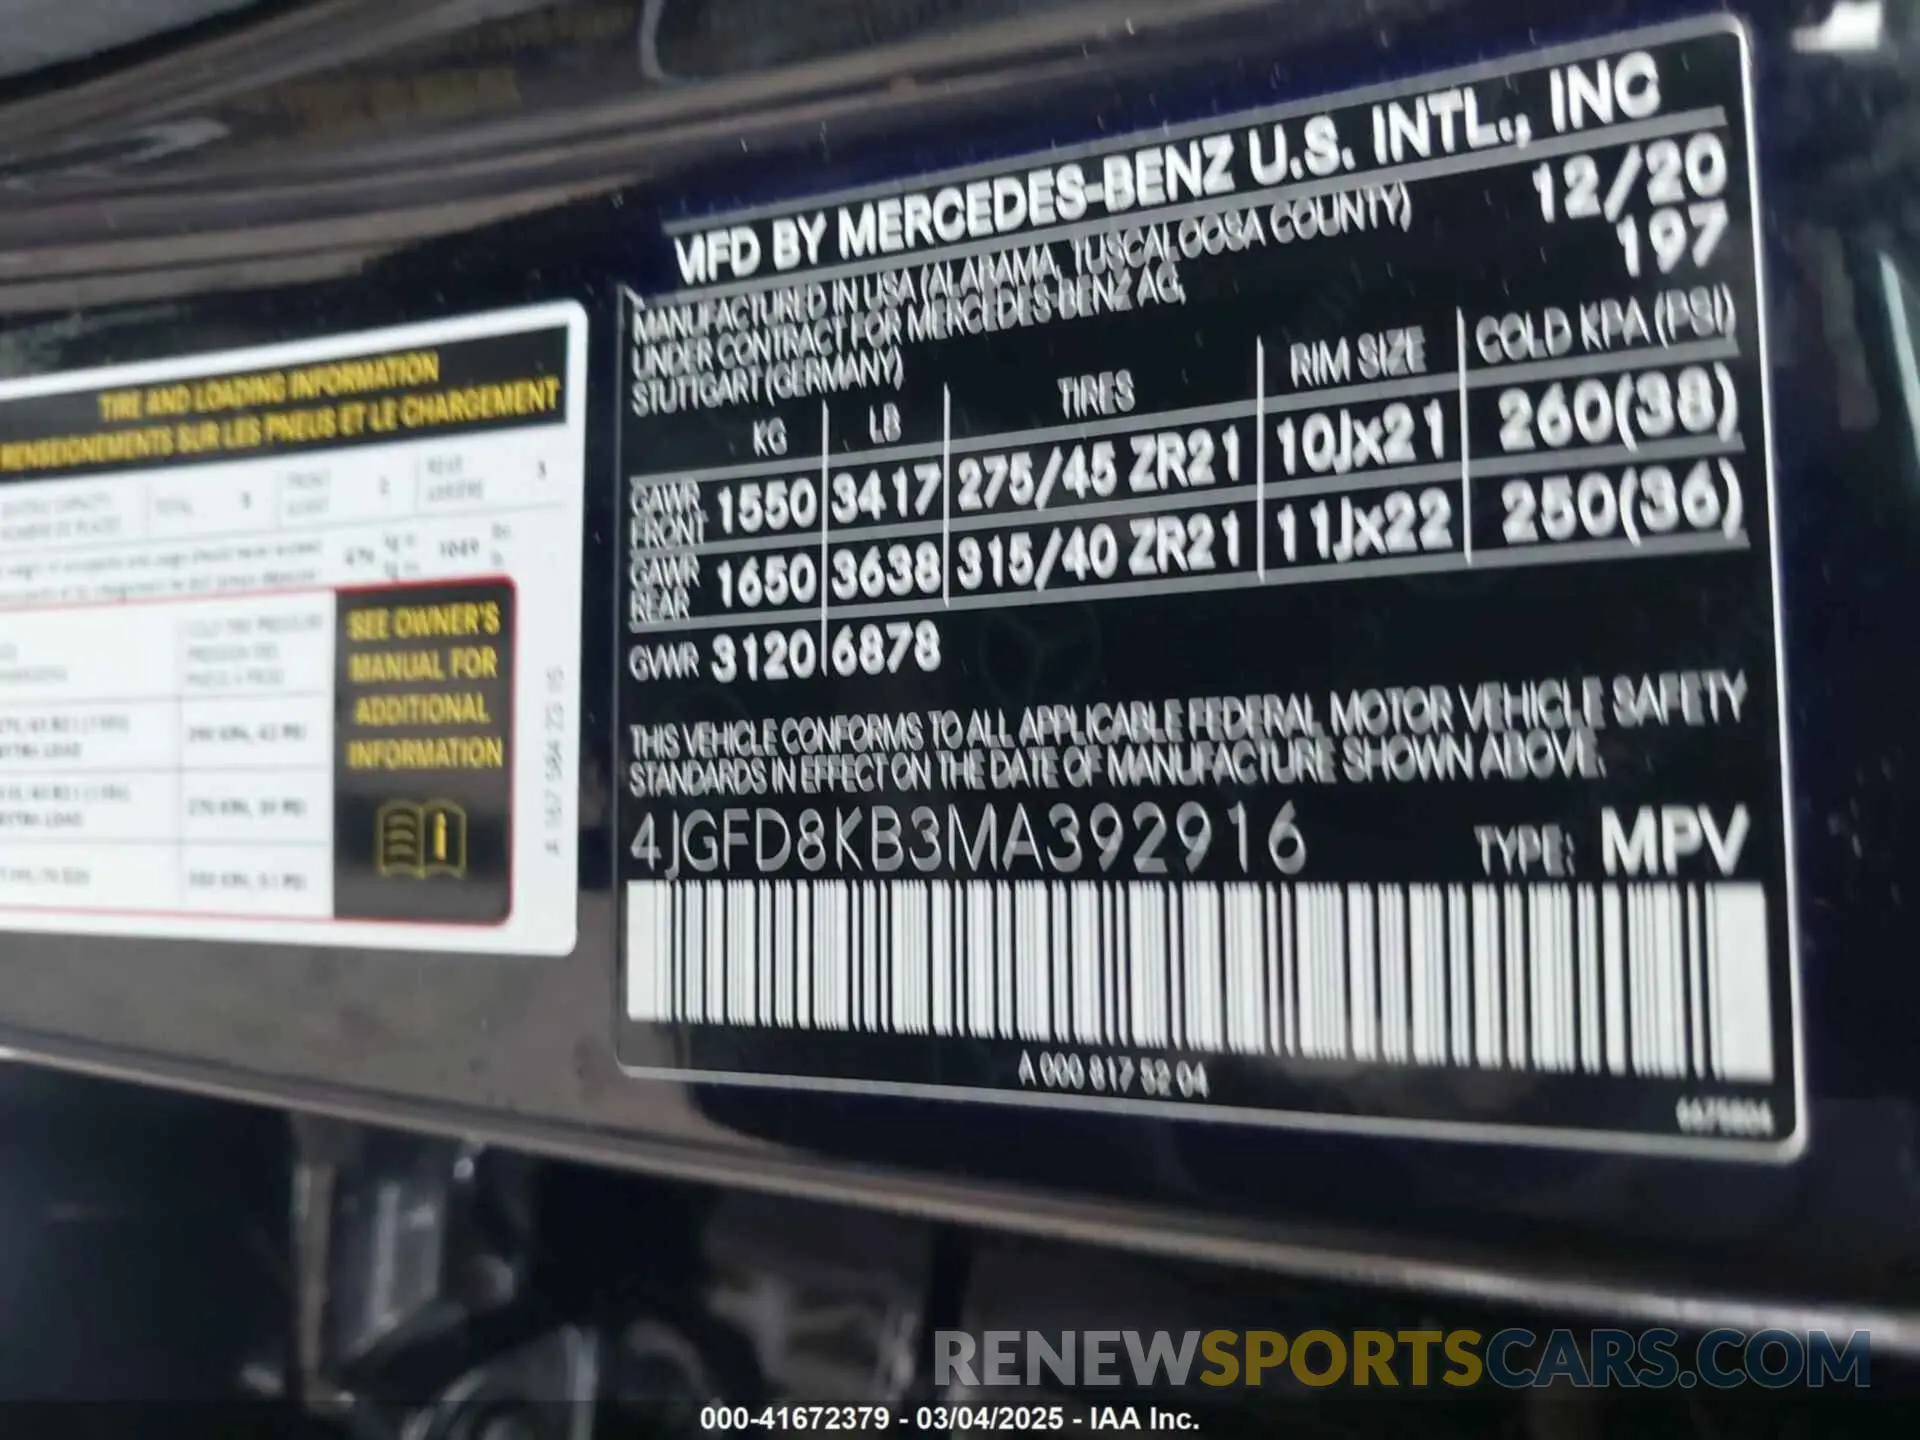 TIRE AND LOADING INFORMATION
RENSEIGNEMENTS SUR LES PNEUS ET LE CHARGEMENT
SEE OWNER'S
MANUAL FOR
ADDITIONAL
INFORMATION
A 167 584 25 15
MFD BY MERCEDES-BENZ U.S. INTL., INC
MANUFACTURED IN USA (ALABAMA, TUSCALOOSA COUNTY) 12/20
UNDER CONTRACT FOR MERCEDES-BENZ AG, 197
STUTTGART (GERMANY)
KG LB TIRES RIM SIZE COLD KPA (PSI)
GAWR FRONT 1550 3417 275/45 ZR21 10Jx21 260(38)
GAWR REAR 1650 3638 315/40 ZR21 11Jx22 250(36)
GVWR 3120 6878
THIS VEHICLE CONFORMS TO ALL APPLICABLE FEDERAL MOTOR VEHICLE SAFETY
STANDARDS IN EFFECT ON THE DATE OF MANUFACTURE SHOWN ABOVE.
4JGFD8KB3MA392916 TYPE: MPV
A 000 817 52 04
6675804
RENEWSPORTSCARS.COM
000-41672379 - 03/04/2025 - IAA Inc.